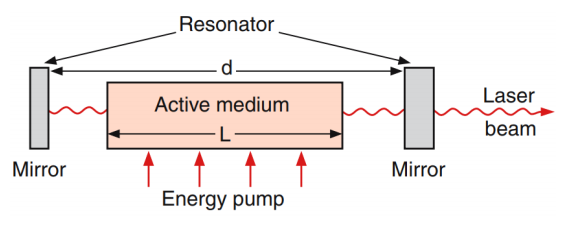 Resonator
d
Active medium
L
Laser
beam
Mirror
Mirror
Energy pump